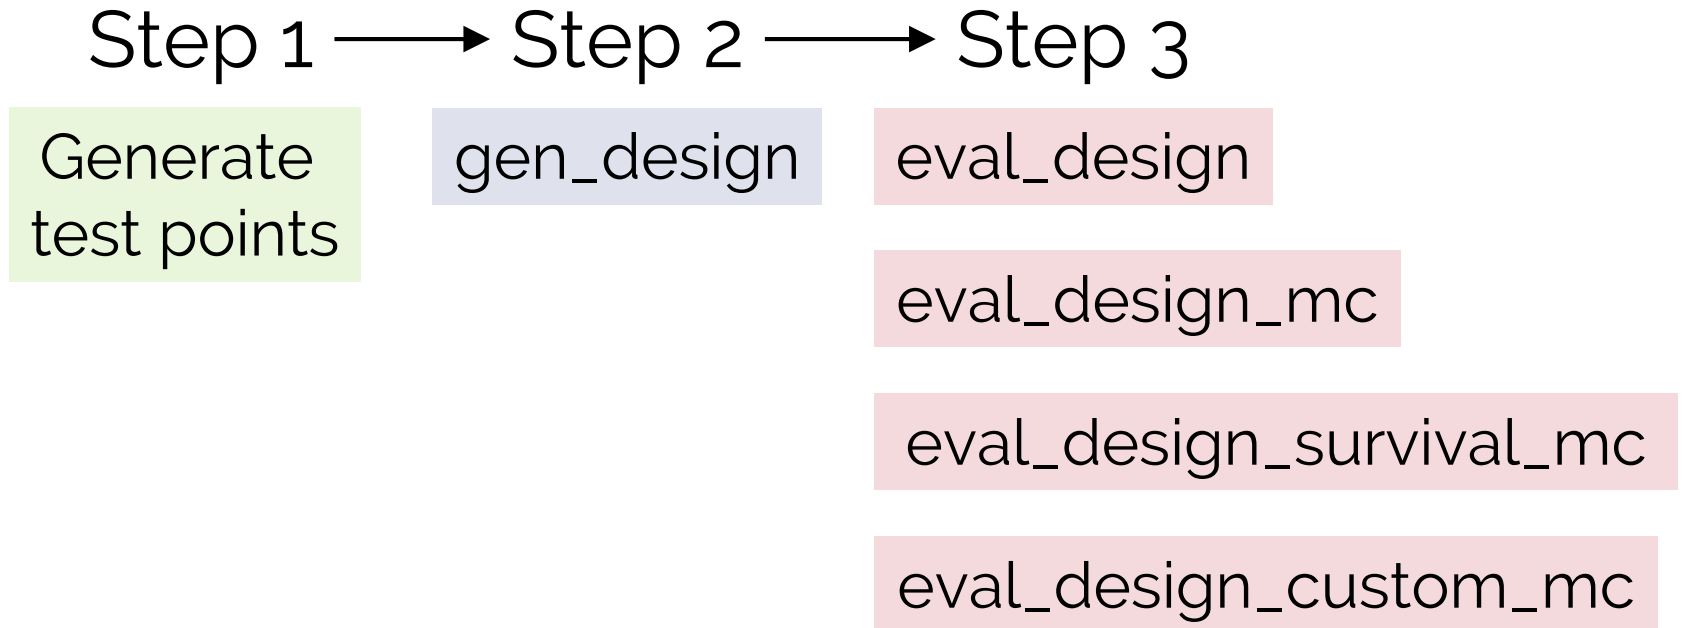 Step 1
Step 2
Step 3
Generate
test points
gen_design
eval_design
eval_design_mc
eval_design_survival_mc
eval_design_custom_mc